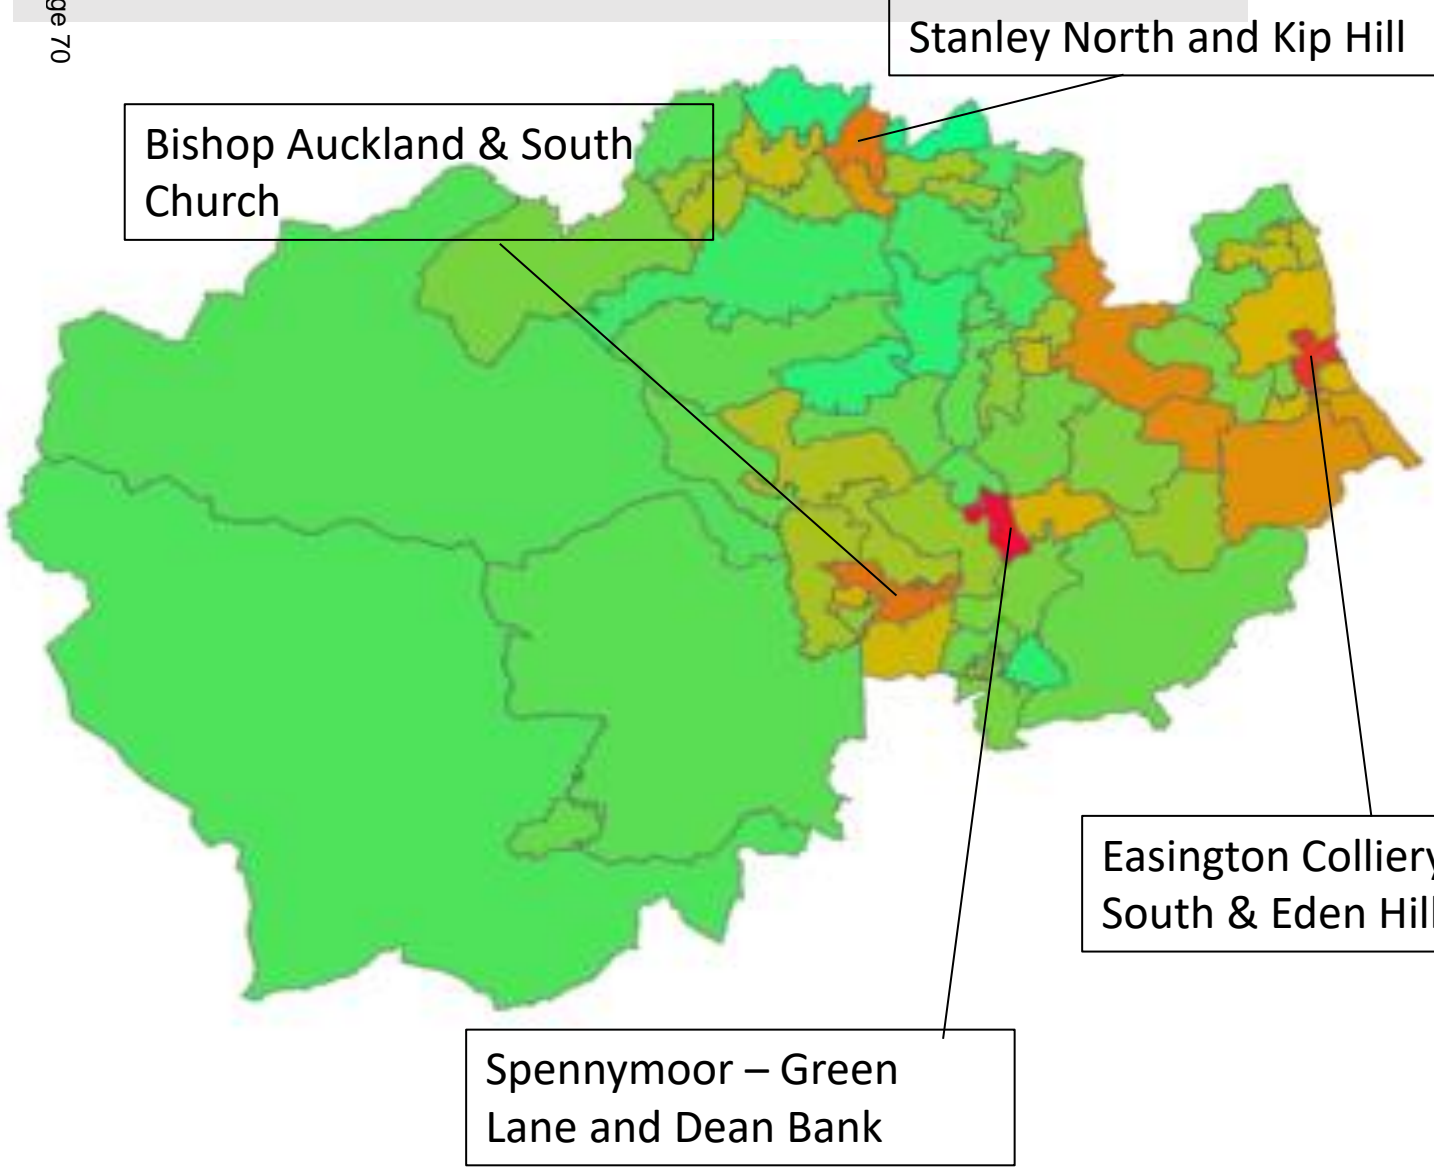 ge 70
Stanley North and Kip Hill
Bishop Auckland & South
Church
Easington Colliery
South & Eden Hill
Spennymoor – Green
Lane and Dean Bank